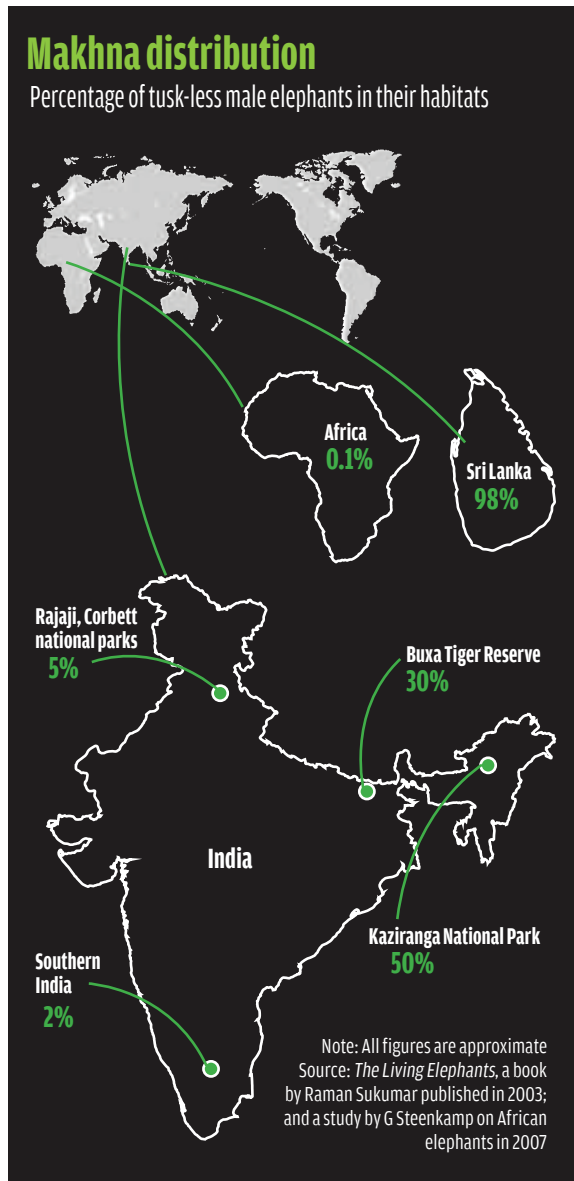 Makhna distribution
Percentage of tusk-less male elephants in their habitats
Africa
0.1%
Sri Lanka
98%
Rajaji, Corbett
national parks
5%
Buxa Tiger Reserve
30%
India
Kaziranga National Park
50%
Southern
India
2%
Note: All figures are approximate
Source: The Living Elephants, a book
by Raman Sukumar published in 2003;
and a study by G Steenkamp on African
elephants in 2007